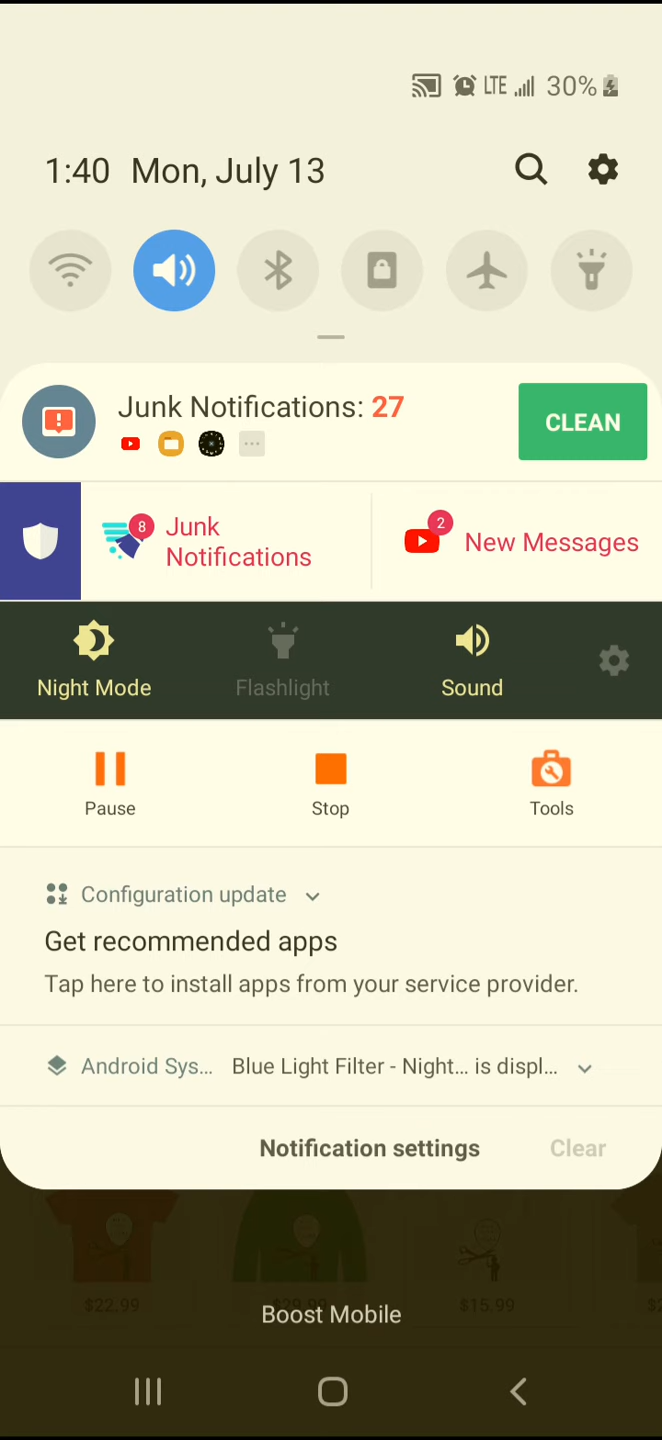 LTE 30%
1:40 Mon, July 13
Junk Notifications: 27
CLEAN
8 Junk
Notifications
2 New Messages
Night Mode Flashlight Sound
Pause Stop Tools
Configuration update
Get recommended apps
Tap here to install apps from your service provider.
Android Sys... Blue Light Filter - Night... is displ...
Notification settings Clear
$22.99 $29.99 $15.99
Boost Mobile